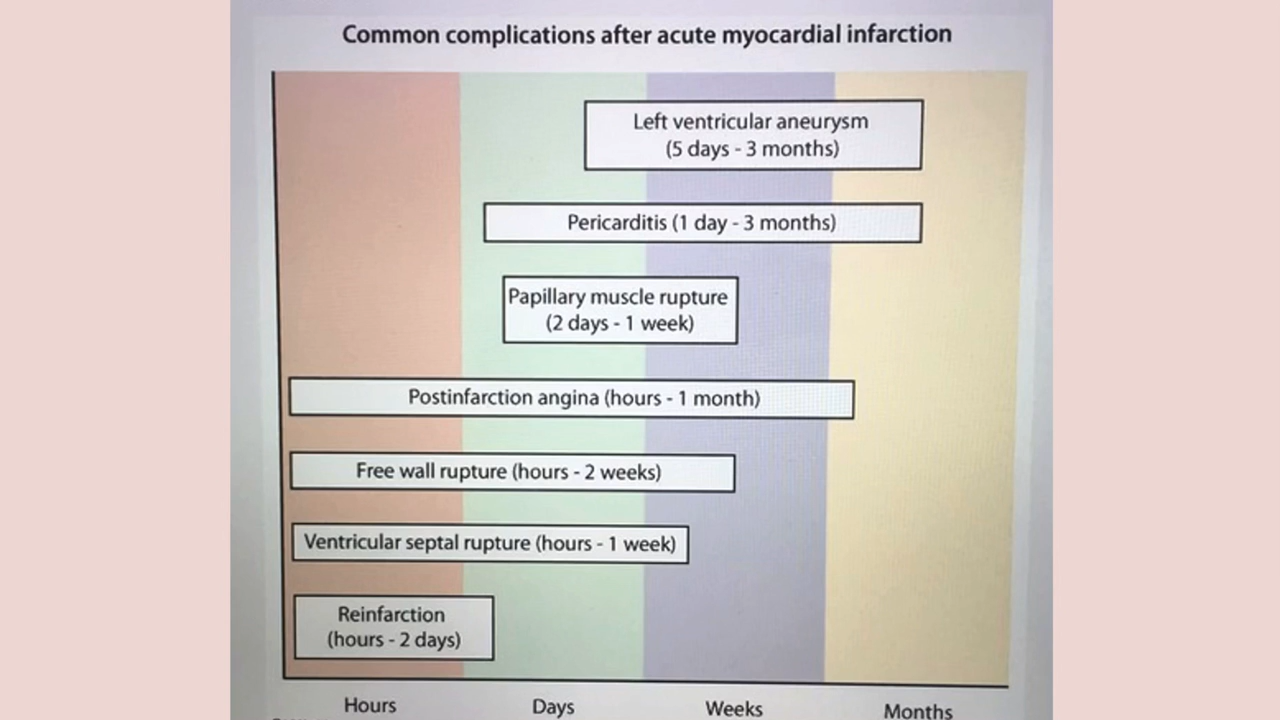 Common complications after acute myocardial infarction
Left ventricular aneurysm
(5 days - 3 months)
Pericarditis (1 day - 3 months)
Papillary muscle rupture
(2 days - 1 week)
Postinfarction angina (hours - 1 month)
Free wall rupture (hours - 2 weeks)
Ventricular septal rupture (hours - 1 week)
Reinfarction
(hours - 2 days)
Hours
Days
Weeks
Months